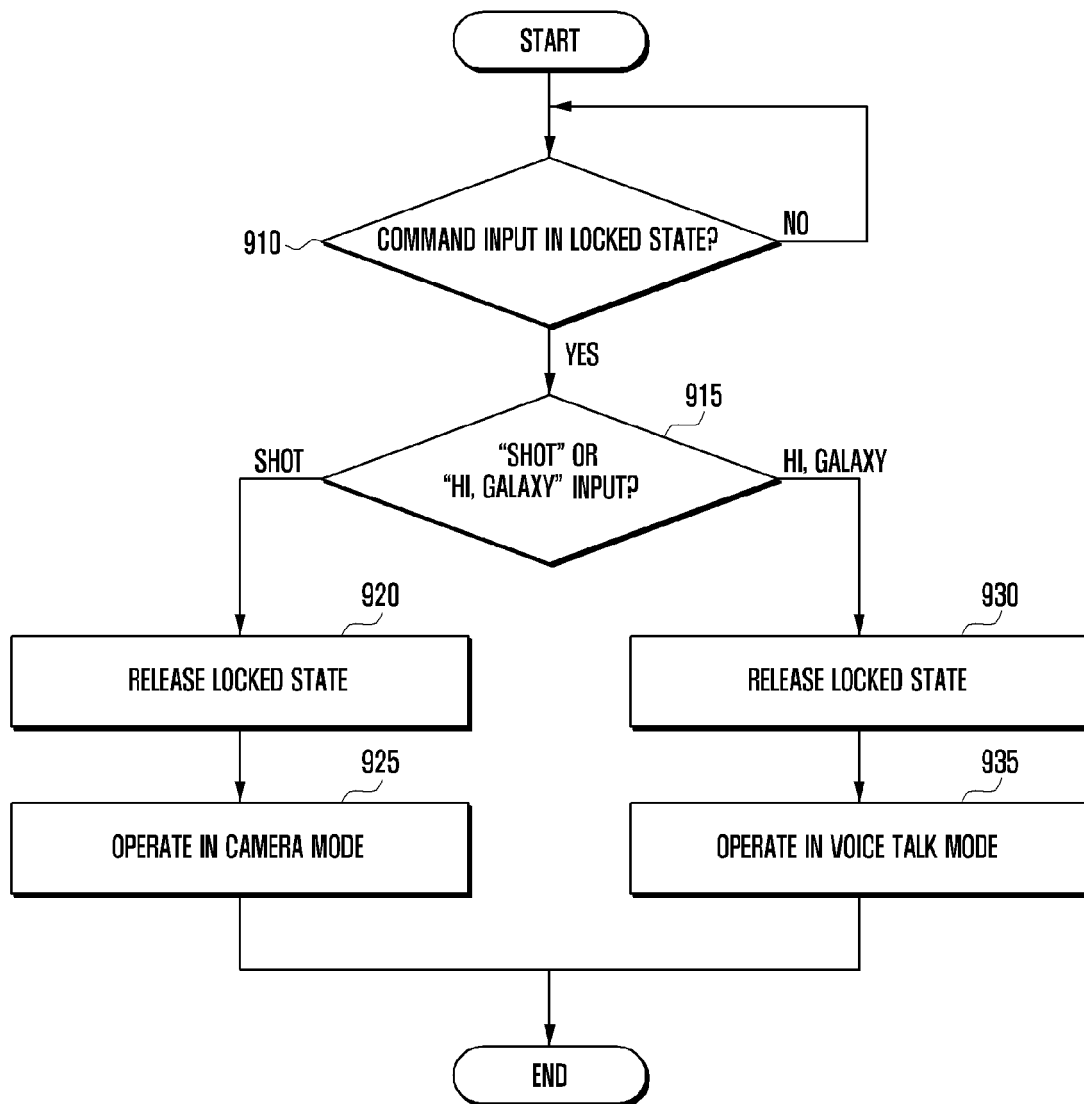 START
910
COMMAND INPUT IN LOCKED STATE?
NO
YES
915
SHOT
"SHOT" OR
"HI, GALAXY" INPUT?
HI, GALAXY
920
RELEASE LOCKED STATE
930
RELEASE LOCKED STATE
925
OPERATE IN CAMERA MODE
935
OPERATE IN VOICE TALK MODE
END